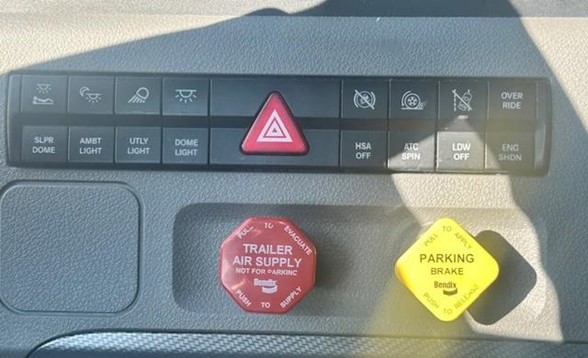 OVER
RIDE
SLPR
DOME
AMBT
LIGHT
UTLY
LIGHT
DOME
LIGHT
HSA
OFF
ATC
SPIN
LDW
OFF
ENG
SHDN
PULL TO EVACUATE
TRAILER
AIR SUPPLY
NOT FOR PARKING
Bendix
PUSH TO SUPPLY
PULL TO APPLY
PARKING
BRAKE
Bendix
PUSH TO RELEASE